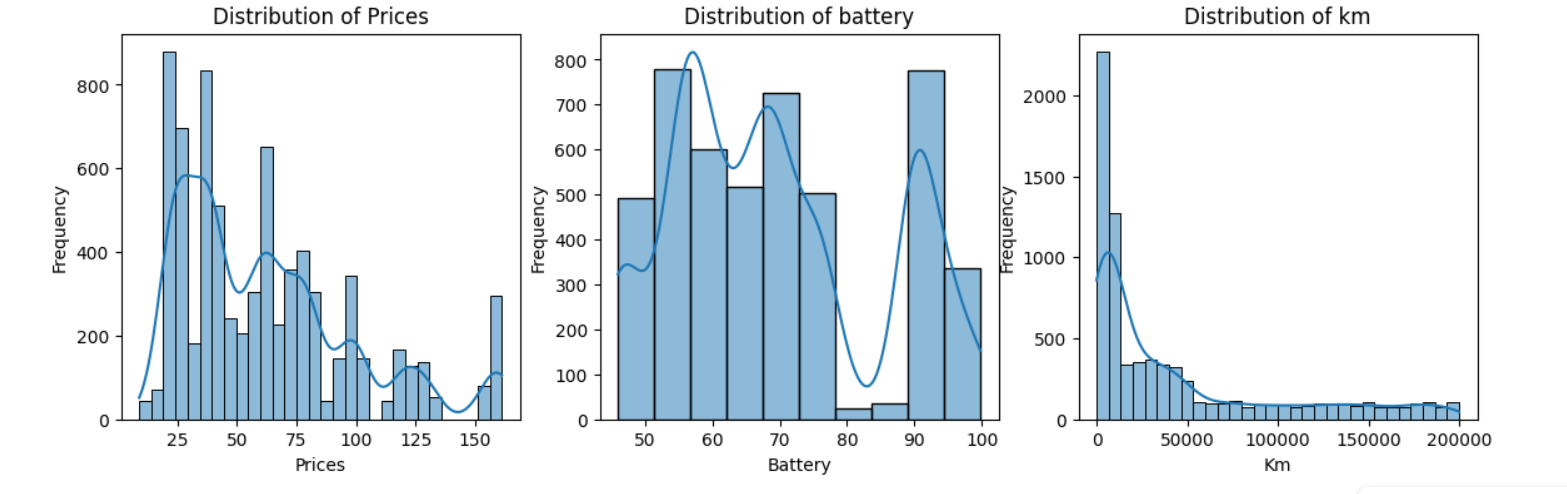 Distribution of Prices
Frequency
800
600
400
200
0
25 50 75 100 125 150
Prices
Distribution of battery
Frequency
800
700
600
500
400
300
200
100
0
50 60 70 80 90 100
Battery
Distribution of km
Frequency
2000
1500
1000
500
0
0 50000 100000 150000 200000
Km